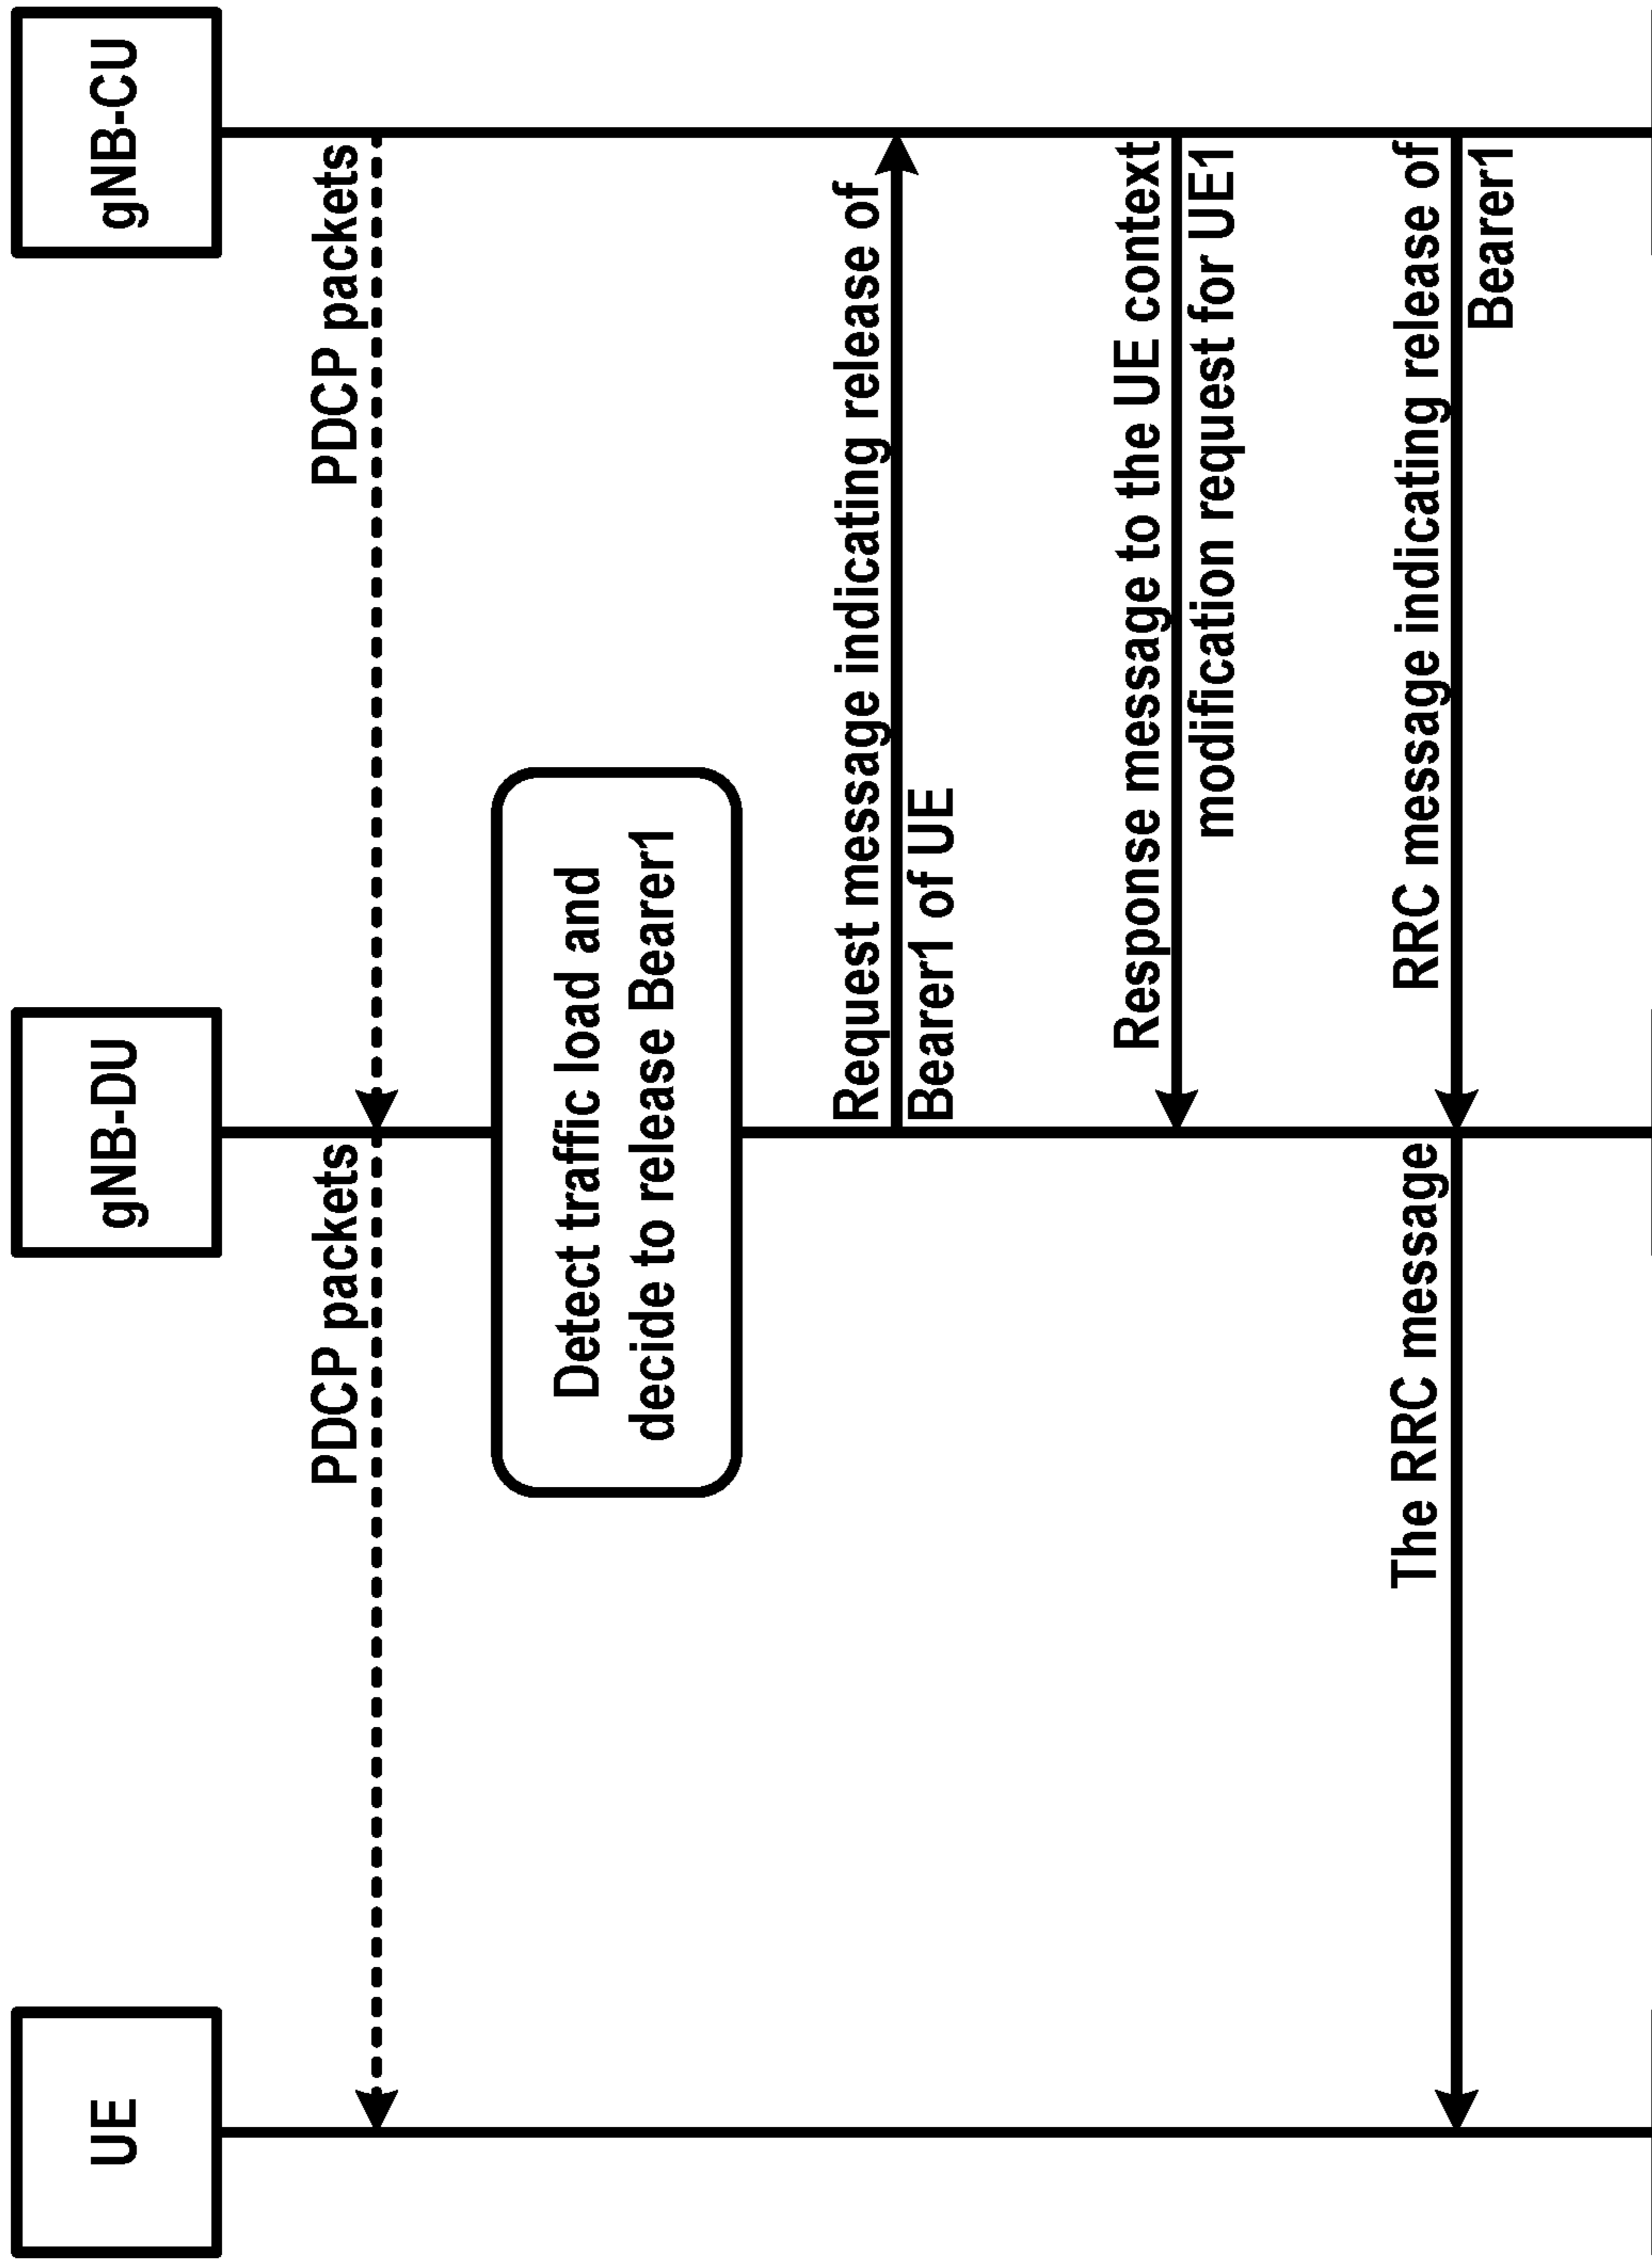 UE
gNB-DU
gNB-CU
PDCP packets
PDCP packets
Detect traffic load and
decide to release Bearer1
Request message indicating release of
Bearer1 of UE
Response message to the UE context
modification request for UE1
The RRC message
RRC message indicating release of
Bearer1